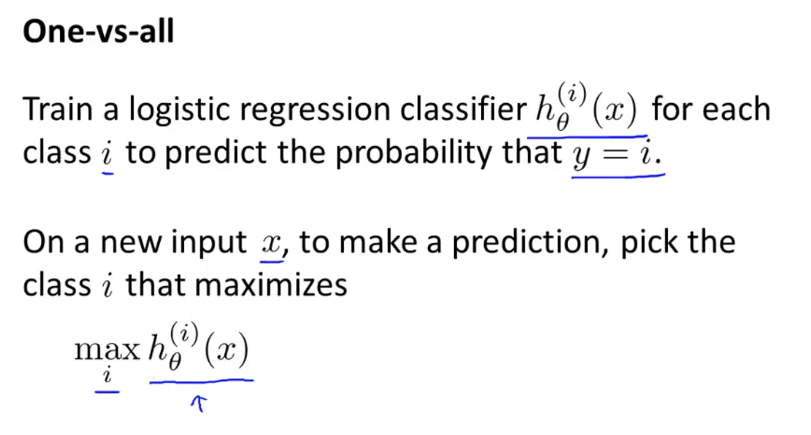 One-vs-all
Train a logistic regression classifier $h_\theta^{(i)}(x)$ for each
class $i$ to predict the probability that $y = i$.
On a new input $x$, to make a prediction, pick the
class $i$ that maximizes
$\max_i h_\theta^{(i)}(x)$